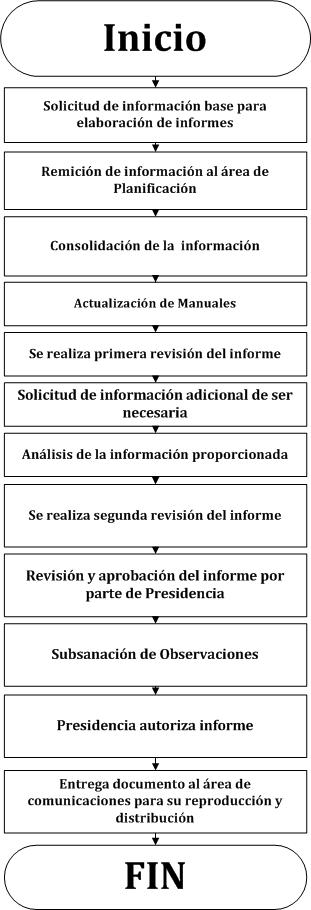 Inicio
Solicitud de información base para
elaboración de informes
Remición de información al área de
Planificación
Consolidación de la información
Actualización de Manuales
Se realiza primera revisión del informe
Solicitud de información adicional de ser
necesaria
Análisis de la información proporcionada
Se realiza segunda revisión del informe
Revisión y aprobación del informe por
parte de Presidencia
Subsanación de Observaciones
Presidencia autoriza informe
Entrega documento al área de
comunicaciones para su reproducción y
distribución
FIN